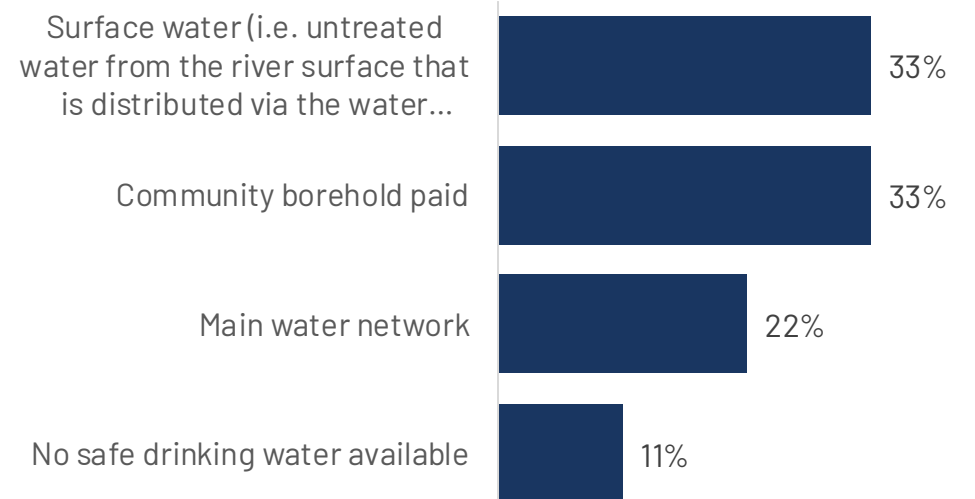 Surface water (i.e. untreated
water from the river surface that
is distributed via the water...
33%
Community borehold paid
33%
Main water network
22%
No safe drinking water available
11%